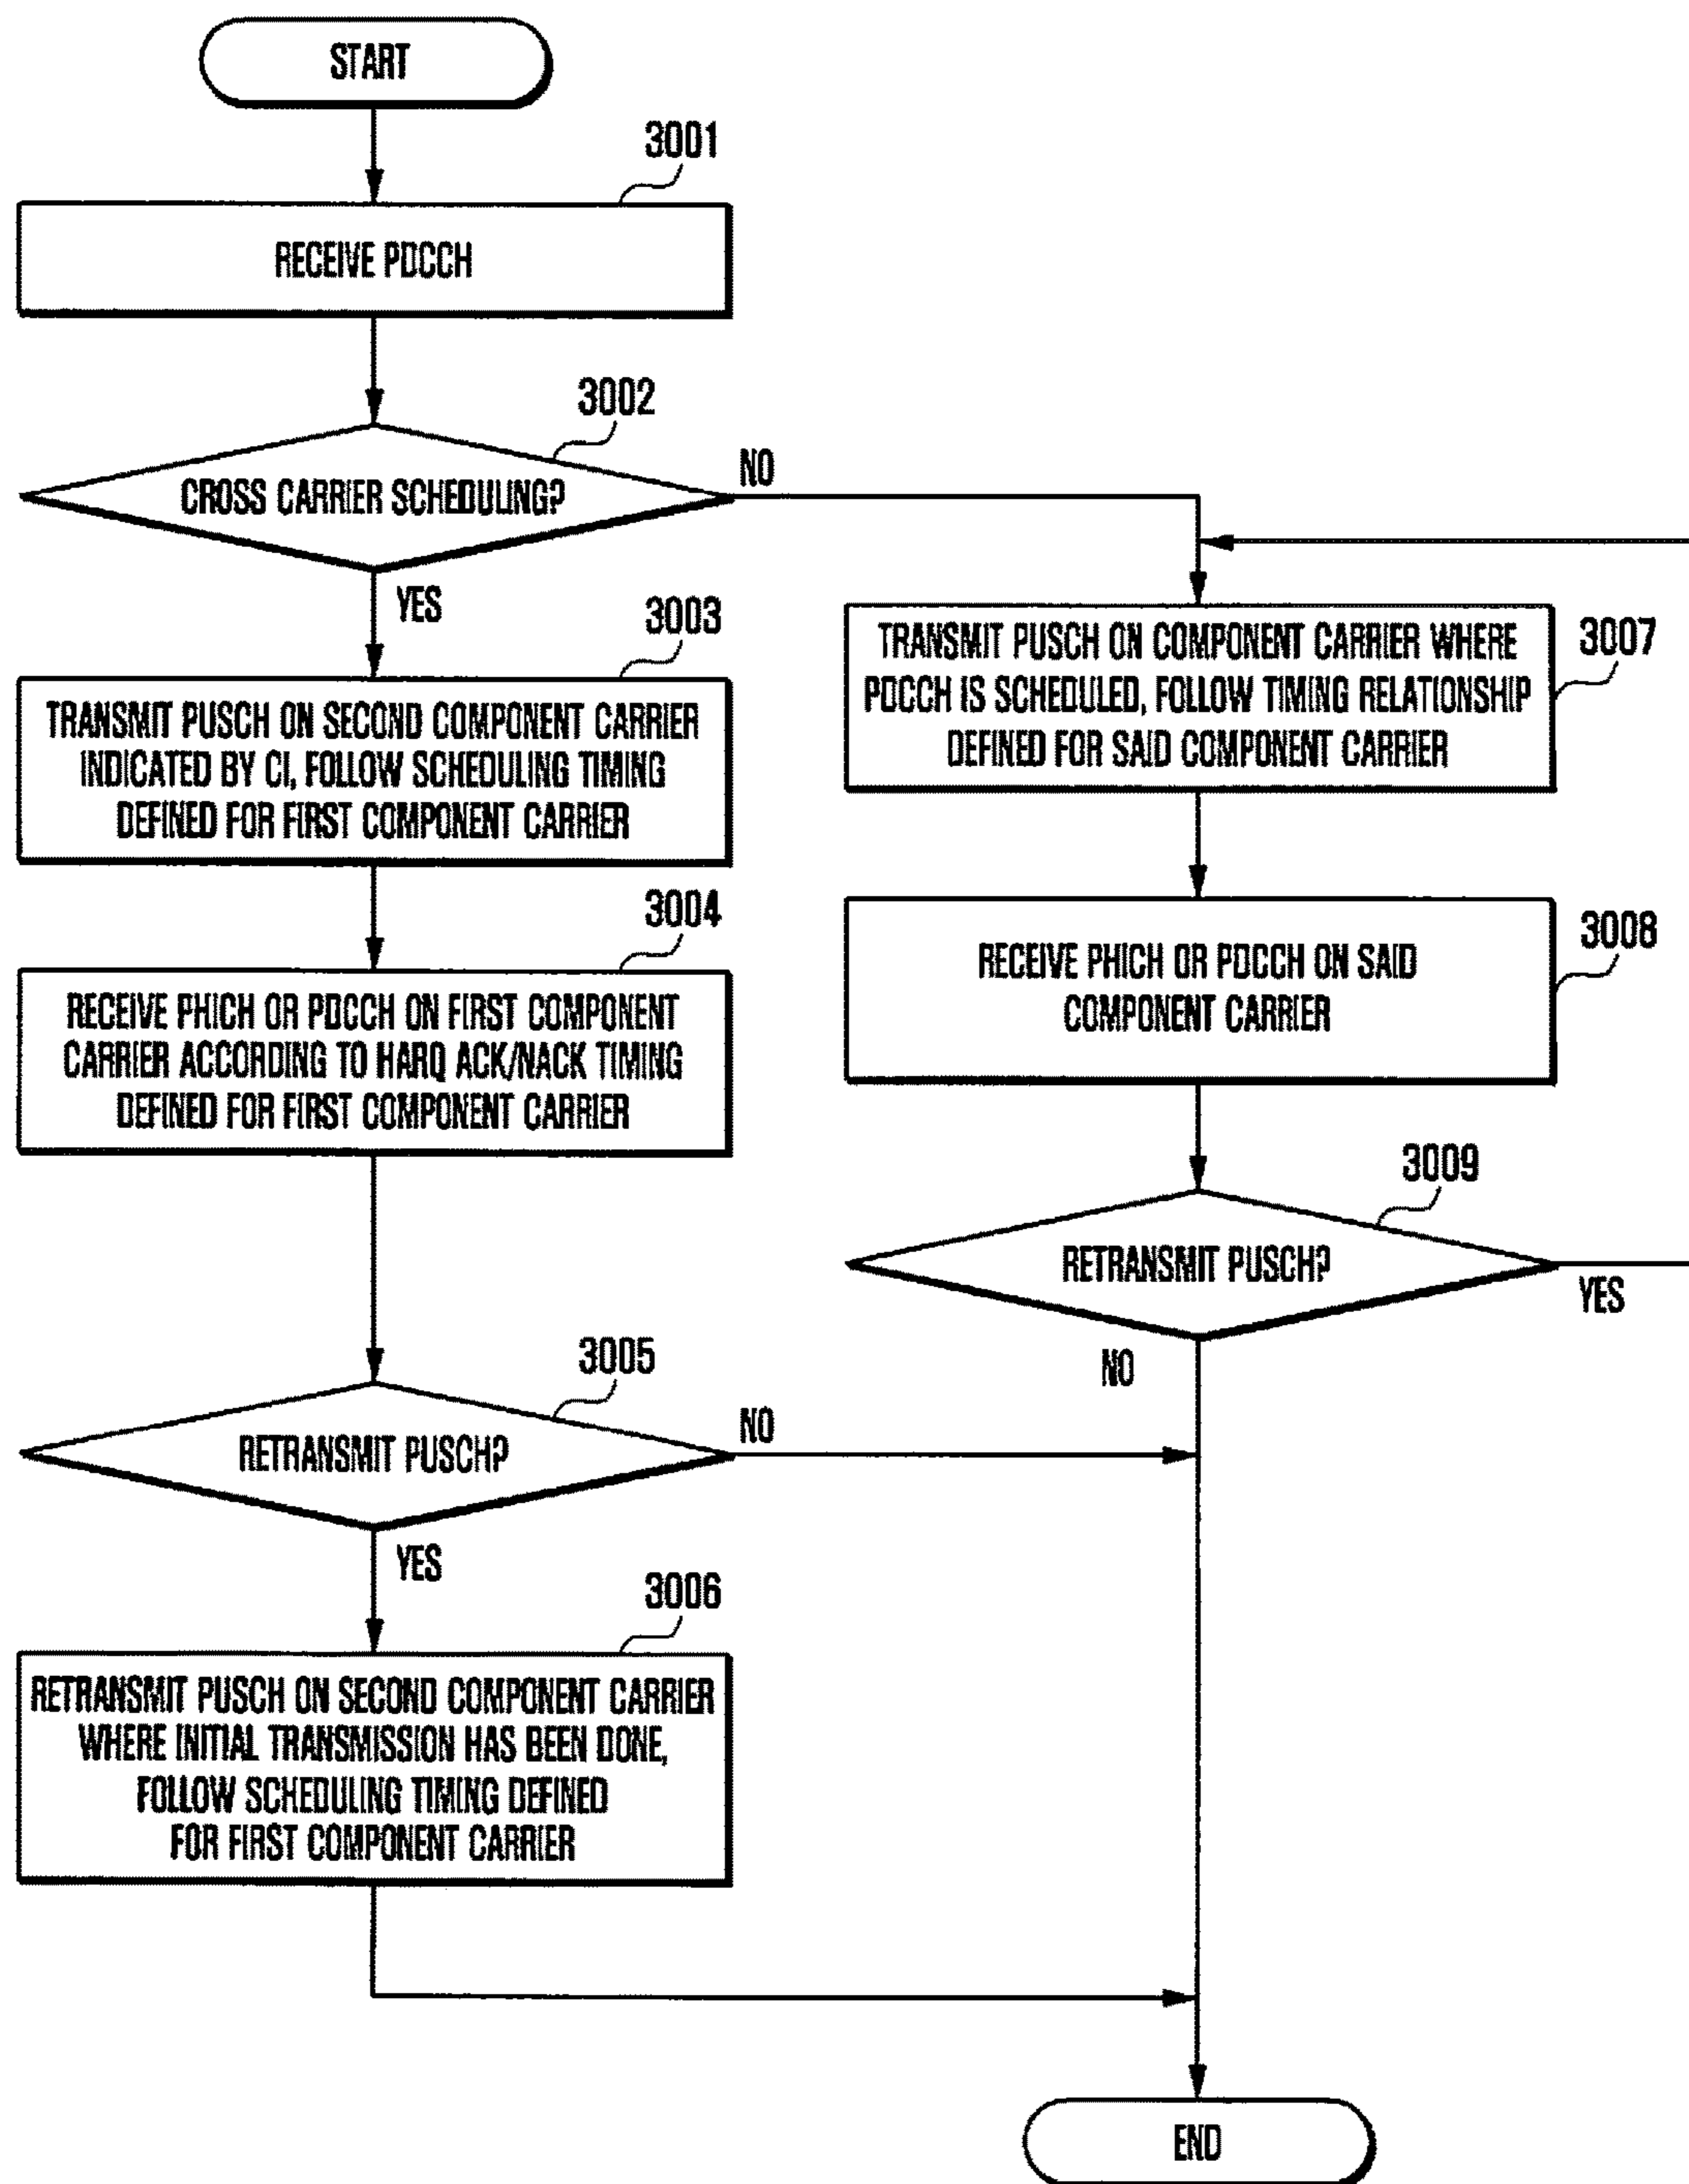 START
3001
RECEIVE PDCCH
3002
CROSS CARRIER SCHEDULING?
NO
YES
3003
TRANSMIT PUSCH ON SECOND COMPONENT CARRIER
INDICATED BY CI, FOLLOW SCHEDULING TIMING
DEFINED FOR FIRST COMPONENT CARRIER
3004
RECEIVE PHICH OR PDCCH ON FIRST COMPONENT
CARRIER ACCORDING TO HARQ ACK/NACK TIMING
DEFINED FOR FIRST COMPONENT CARRIER
3005
RETRANSMIT PUSCH?
NO
YES
3006
RETRANSMIT PUSCH ON SECOND COMPONENT CARRIER
WHERE INITIAL TRANSMISSION HAS BEEN DONE,
FOLLOW SCHEDULING TIMING DEFINED
FOR FIRST COMPONENT CARRIER
3007
TRANSMIT PUSCH ON COMPONENT CARRIER WHERE
PDCCH IS SCHEDULED, FOLLOW TIMING RELATIONSHIP
DEFINED FOR SAID COMPONENT CARRIER
3008
RECEIVE PHICH OR PDCCH ON SAID
COMPONENT CARRIER
3009
RETRANSMIT PUSCH?
YES
NO
END